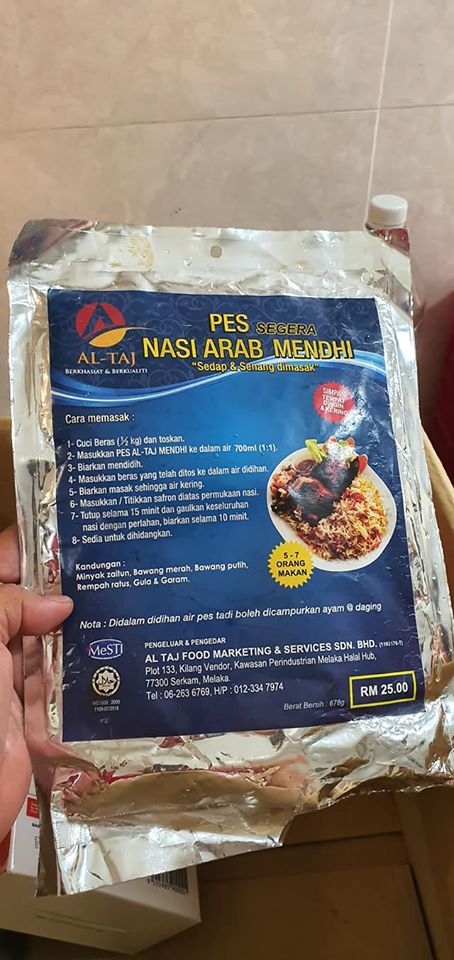 AL-TAJ
BERKHASIAT & BERKUALITI
PES SEGERA
NASI ARAB MENDHI
"Sedap & Senang dimasak"
SIMPAN
TEMPAT
DINGIN
& KERING
Cara memasak :
1- Cuci Beras (½ kg) dan toskan.
2- Masukkan PES AL-TAJ MENDHI ke dalam air 700ml (1:1).
3- Biarkan mendidih.
4- Masukkan beras yang telah ditos ke dalam air didihan.
5- Biarkan masak sehingga air kering.
6- Masukkan / Titikkan safron diatas permukaan nasi.
7- Tutup selama 15 minit dan gaulkan keseluruhan
nasi dengan perlahan, biarkan selama 10 minit.
8- Sedia untuk dihidangkan.
5 - 7
ORANG
MAKAN
Kandungan :
Minyak zaitun, Bawang merah, Bawang putih,
Rempah ratus, Gula & Garam.
Nota : Didalam didihan air pes tadi boleh dicampurkan ayam @ daging
MeSTI
PENGELUAR & PENGEDAR
AL TAJ FOOD MARKETING & SERVICES SDN. BHD. (1182176-T)
Plot 133, Kilang Vendor, Kawasan Perindustrian Melaka Halal Hub,
77300 Serkam, Melaka.
Tel : 06-263 6769, H/P : 012-334 7974
MS1500 : 2009
1109-07/2018
Berat Bersih : 678g
RM 25.00